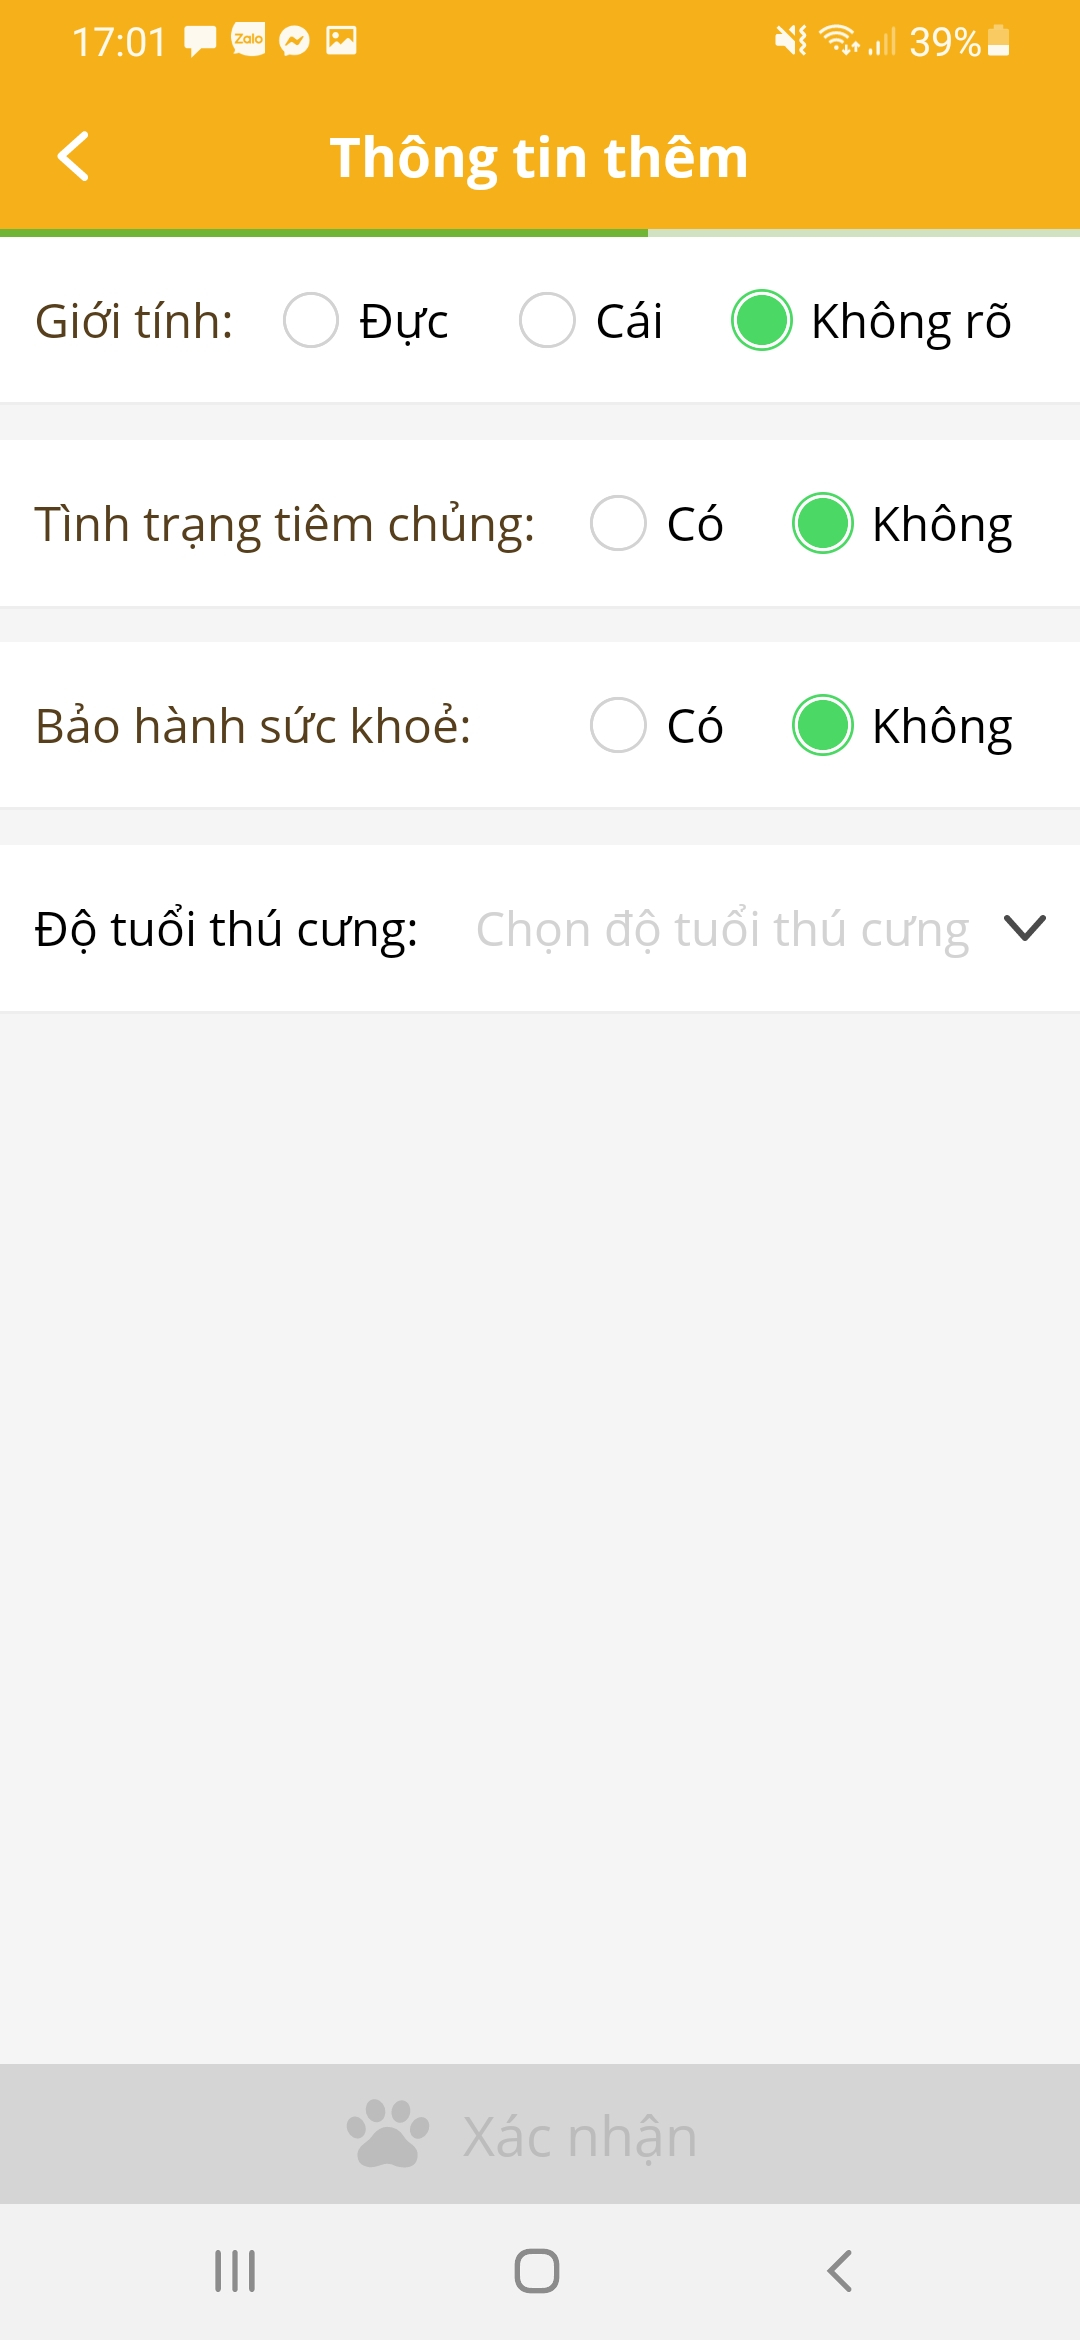 17:01 Zalo 39%
Thông tin thêm
Giới tính: Đực Cái Không rõ
Tình trạng tiêm chủng: Có Không
Bảo hành sức khoẻ: Có Không
Độ tuổi thú cưng: Chọn độ tuổi thú cưng
Xác nhận